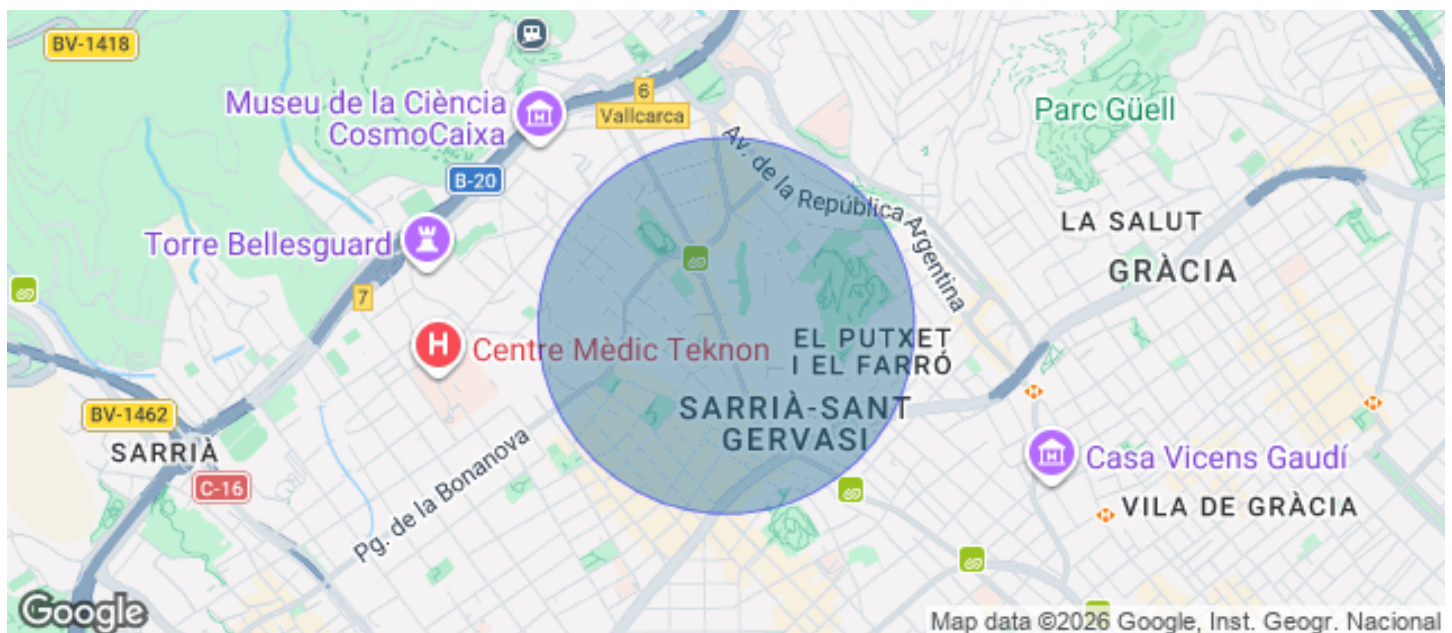 BV-1418
6
Museu de la Ciència
CosmoCaixa
Vallcarca
Parc Güell
Av. de la República Argentina
B-20
Torre Bellesguard
LA SALUT
GRÀCIA
7
H
Centre Mèdic Teknon
EL PUTXET
I EL FARRÓ
BV-1462
SARRIÀ-SANT
GERVASI
SARRIÀ
Casa Vicens Gaudí
C-16
Pg. de la Bonanova
VILA DE GRÀCIA
Google
Map data ©2026 Google, Inst. Geogr. Nacional